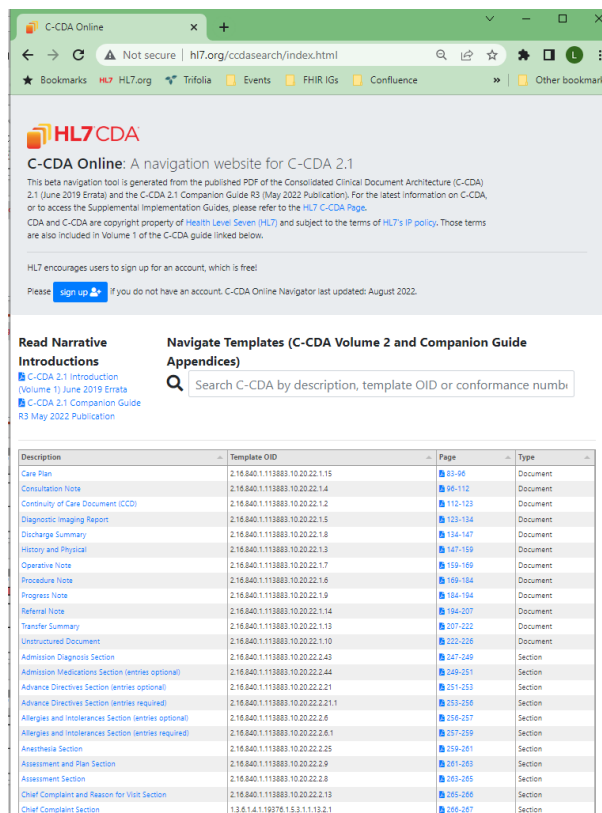 C-CDA Online
Not secure | hl7.org/ccdasearch/index.html
Bookmarks HL7 HL7.org Trifolia Events FHIR IGs Confluence » Other bookmark
HL7 CDA
C-CDA Online: A navigation website for C-CDA 2.1
This beta navigation tool is generated from the published PDF of the Consolidated Clinical Document Architecture (C-CDA)
2.1 (June 2019 Errata) and the C-CDA 2.1 Companion Guide R3 (May 2022 Publication). For the latest information on C-CDA,
or to access the Supplemental Implementation Guides, please refer to the HL7 C-CDA Page.
CDA and C-CDA are copyright property of Health Level Seven (HL7) and subject to the terms of HL7's IP policy. Those terms
are also included in Volume 1 of the C-CDA guide linked below.
HL7 encourages users to sign up for an account, which is free!
Please sign up if you do not have an account. C-CDA Online Navigator last updated: August 2022.
Read Narrative
Introductions
C-CDA 2.1 Introduction
(Volume 1) June 2019 Errata
C-CDA 2.1 Companion Guide
R3 May 2022 Publication
Navigate Templates (C-CDA Volume 2 and Companion Guide
Appendices)
Search C-CDA by description, template OID or conformance numbe
Description Template OID Page Type
Care Plan 2.16.840.1.113883.10.20.22.1.15 83-96 Document
Consultation Note 2.16.840.1.113883.10.20.22.1.4 96-112 Document
Continuity of Care Document (CCD) 2.16.840.1.113883.10.20.22.1.2 112-123 Document
Diagnostic Imaging Report 2.16.840.1.113883.10.20.22.1.5 123-134 Document
Discharge Summary 2.16.840.1.113883.10.20.22.1.8 134-147 Document
History and Physical 2.16.840.1.113883.10.20.22.1.3 147-159 Document
Operative Note 2.16.840.1.113883.10.20.22.1.7 159-169 Document
Procedure Note 2.16.840.1.113883.10.20.22.1.6 169-184 Document
Progress Note 2.16.840.1.113883.10.20.22.1.9 184-194 Document
Referral Note 2.16.840.1.113883.10.20.22.1.14 194-207 Document
Transfer Summary 2.16.840.1.113883.10.20.22.1.13 207-222 Document
Unstructured Document 2.16.840.1.113883.10.20.22.1.10 222-226 Document
Admission Diagnosis Section 2.16.840.1.113883.10.20.22.2.43 247-249 Section
Admission Medications Section (entries optional) 2.16.840.1.113883.10.20.22.2.44 249-251 Section
Advance Directives Section (entries optional) 2.16.840.1.113883.10.20.22.2.21 251-253 Section
Advance Directives Section (entries required) 2.16.840.1.113883.10.20.22.2.21.1 253-256 Section
Allergies and Intolerances Section (entries optional) 2.16.840.1.113883.10.20.22.2.6 256-257 Section
Allergies and Intolerances Section (entries required) 2.16.840.1.113883.10.20.22.2.6.1 257-259 Section
Anesthesia Section 2.16.840.1.113883.10.20.22.2.25 259-261 Section
Assessment and Plan Section 2.16.840.1.113883.10.20.22.2.9 261-263 Section
Assessment Section 2.16.840.1.113883.10.20.22.2.8 263-265 Section
Chief Complaint and Reason for Visit Section 2.16.840.1.113883.10.20.22.2.13 265-266 Section
Chief Complaint Section 1.3.6.1.4.1.19376.1.5.3.1.1.13.2.1 266-267 Section